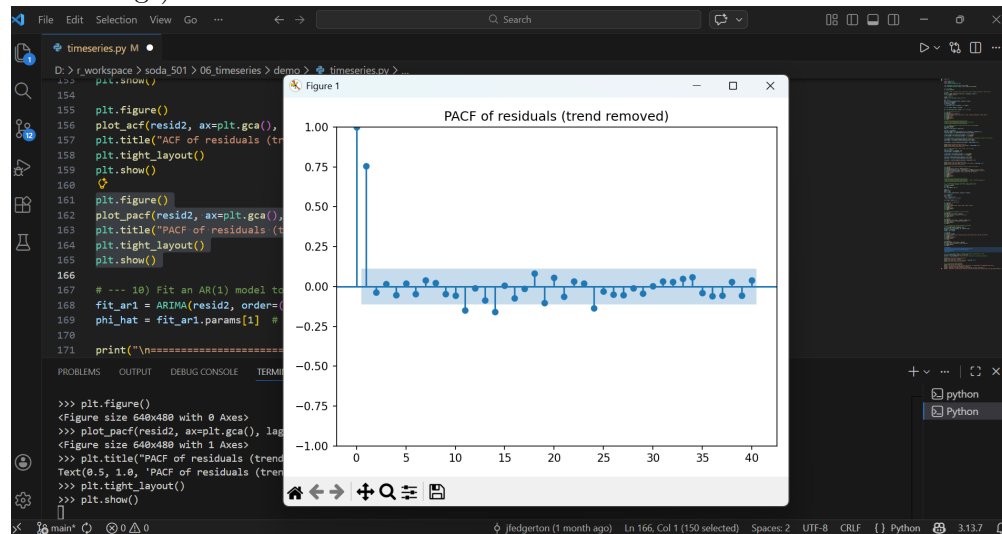 File Edit Selection View Go ... Search
timeseries.py M
D: > r_workspace > soda_501 > 06_timeseries > demo > timeseries.py > ...
153 plt.show()
154
155 plt.figure()
156 plot_acf(resid2, ax=plt.gca(),
157 plt.title("ACF of residuals (tr
158 plt.tight_layout()
159 plt.show()
160
161 plt.figure()
162 plot_pacf(resid2, ax=plt.gca(),
163 plt.title("PACF of residuals (t
164 plt.tight_layout()
165 plt.show()
166
167 # --- 10) Fit an AR(1) model to
168 fit_ar1 = ARIMA(resid2, order=(
169 phi_hat = fit_ar1.params[1] #
170
171 print("\n=======================
Figure 1
PACF of residuals (trend removed)
1.00
0.75
0.50
0.25
0.00
−0.25
−0.50
−0.75
−1.00
0 5 10 15 20 25 30 35 40
PROBLEMS OUTPUT DEBUG CONSOLE TERMI
python
Python
>>> plt.figure()
<Figure size 640x480 with 0 Axes>
>>> plot_pacf(resid2, ax=plt.gca(), lag
<Figure size 640x480 with 1 Axes>
>>> plt.title("PACF of residuals (trend
Text(0.5, 1.0, 'PACF of residuals (tren
>>> plt.tight_layout()
>>> plt.show()
1
12
main* 0 0 jfedgerton (1 month ago) Ln 166, Col 1 (150 selected) Spaces: 2 UTF-8 CRLF { } Python 3.13.7